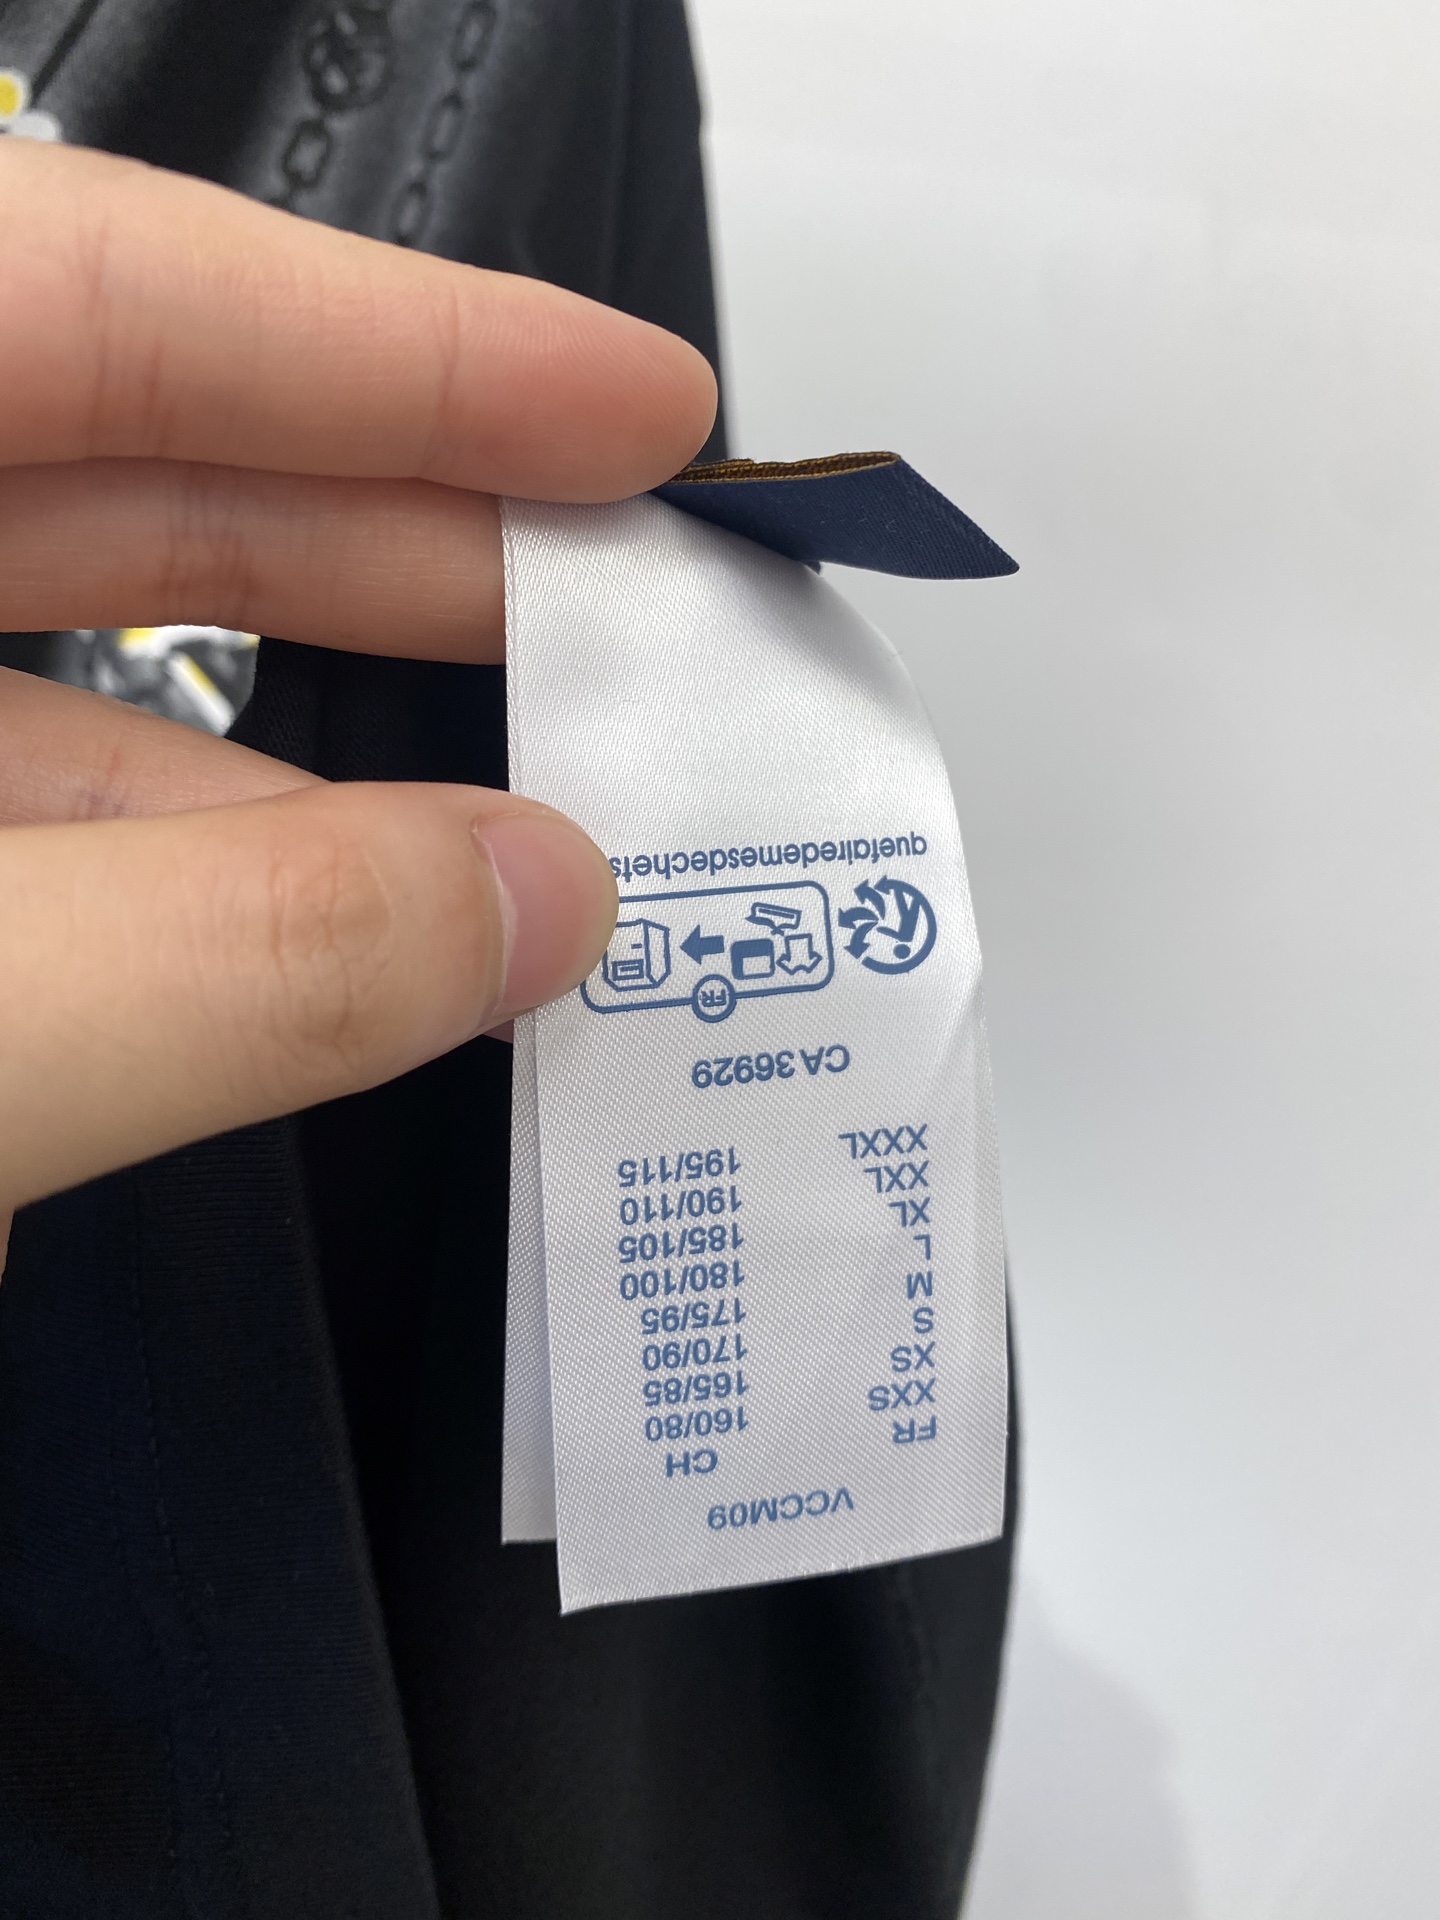 VCCM09
FR CH
XXS 160/80
XS 165/85
S 170/90
M 175/95
L 180/100
XL 185/105
XXL 190/110
XXXL 195/115
CA 36929
FR
quefairedemesdechets